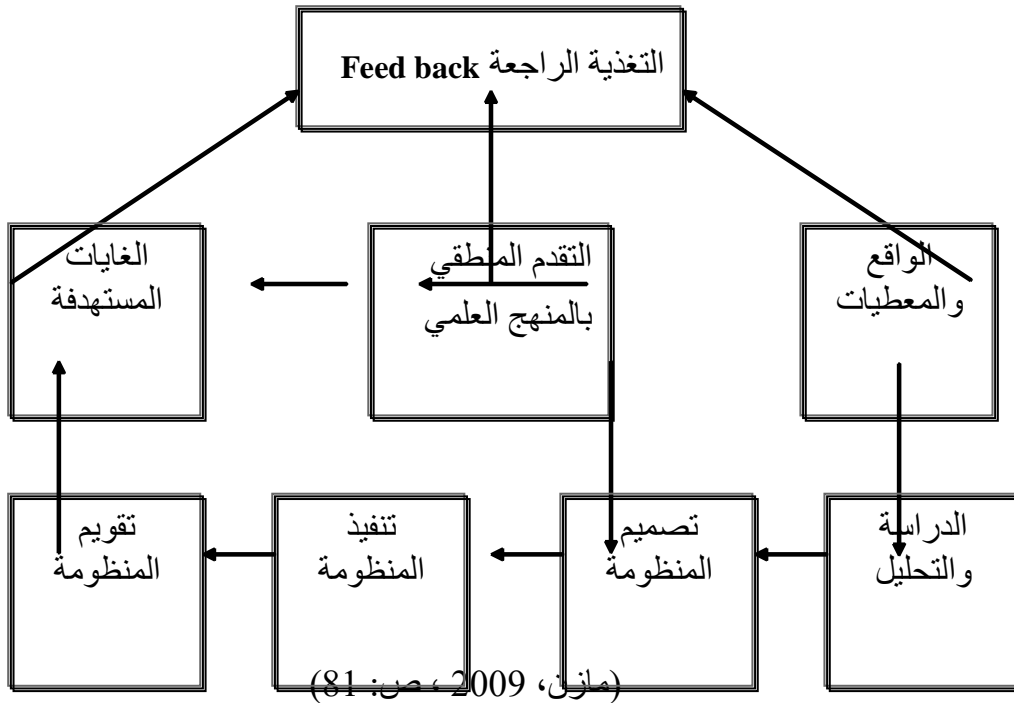 التغذية الراجعة Feed back
الواقع
والمعطيات
التقدم المنطقي
بالمنهج العلمي
الغايات
المستهدفة
الدراسة
والتحليل
تصميم
المنظومة
تنفيذ
المنظومة
تقويم
المنظومة
(مازن، 2009 ، ص: 81)